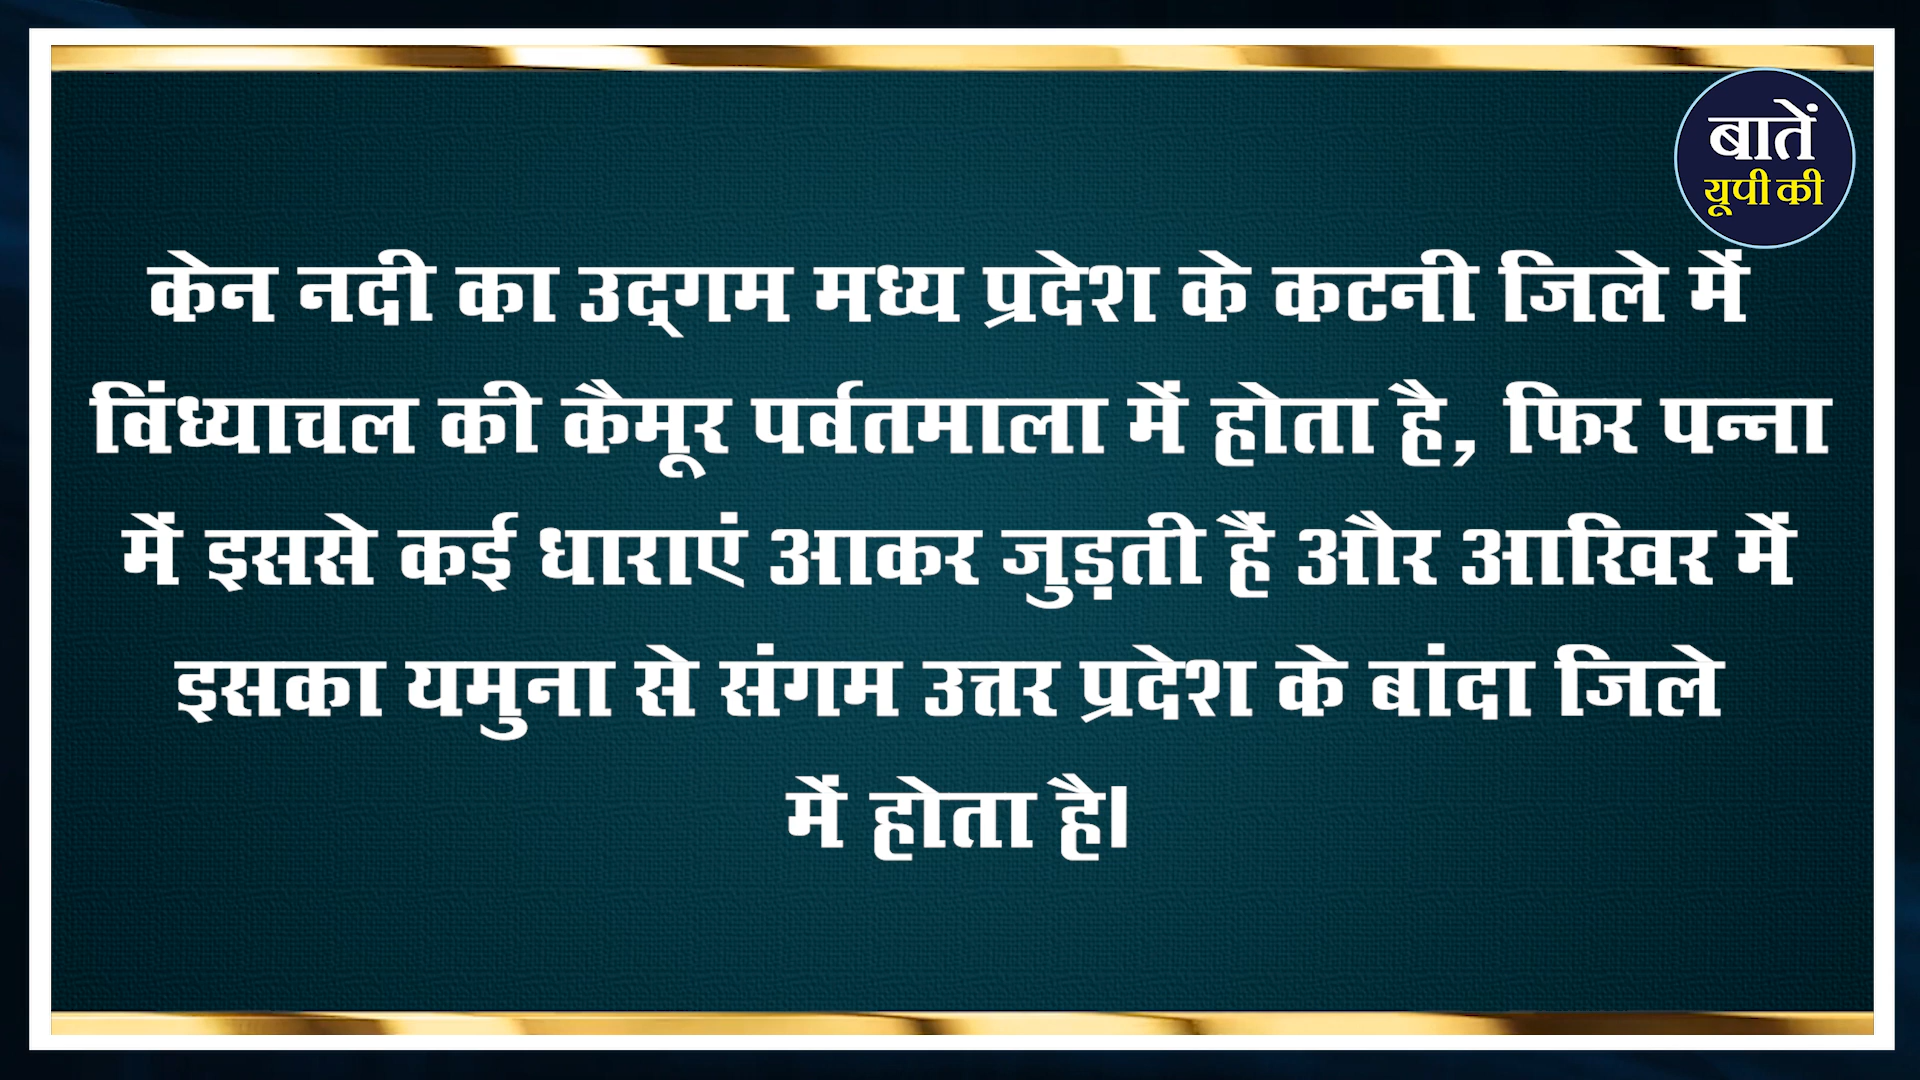 बातें
यूपी की
केन नदी का उद्गम मध्य प्रदेश के कटनी जिले में
विंध्याचल की कैमूर पर्वतमाला में होता है, फिर पन्ना
में इससे कई धाराएं आकर जुड़ती हैं और आखिर में
इसका यमुना से संगम उत्तर प्रदेश के बांदा जिले
में होता है।